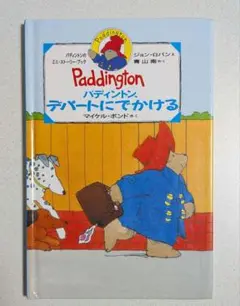 Paddington
パディントンの
ミニ・ストーリー・ブック
ジョン・ロバン 絵
青山 南 訳
Paddington
パディントン、
デパートにでかける
マイケル・ボンド 作